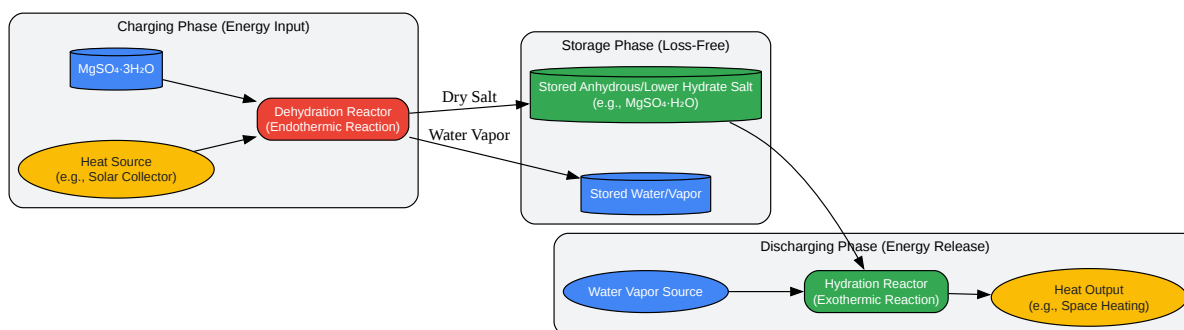 Charging Phase (Energy Input)
MgSO₄·3H₂O
Heat Source
(e.g., Solar Collector)
Dehydration Reactor
(Endothermic Reaction)
Dry Salt
Water Vapor
Storage Phase (Loss-Free)
Stored Anhydrous/Lower Hydrate Salt
(e.g., MgSO₄·H₂O)
Stored Water/Vapor
Discharging Phase (Energy Release)
Water Vapor Source
Hydration Reactor
(Exothermic Reaction)
Heat Output
(e.g., Space Heating)